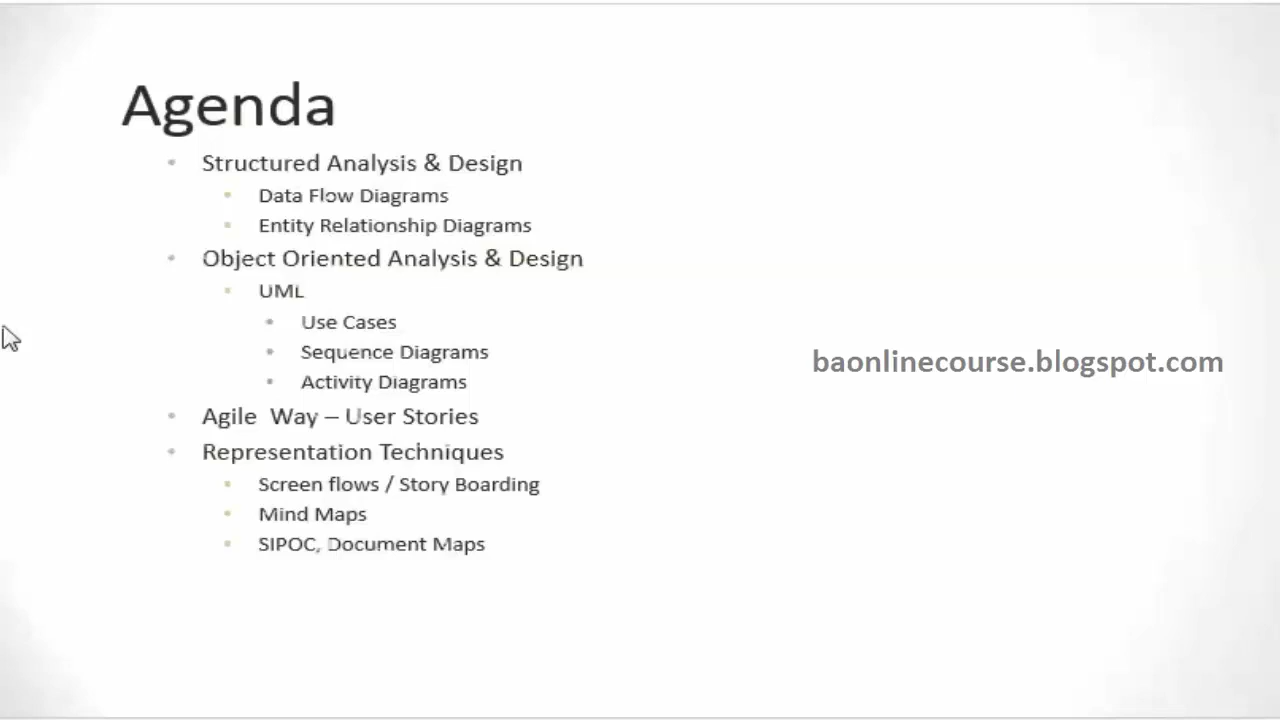 Agenda
Structured Analysis & Design
Data Flow Diagrams
Entity Relationship Diagrams
Object Oriented Analysis & Design
UML
Use Cases
Sequence Diagrams
Activity Diagrams
Agile Way – User Stories
Representation Techniques
Screen flows / Story Boarding
Mind Maps
SIPOC, Document Maps
baonlinecourse.blogspot.com